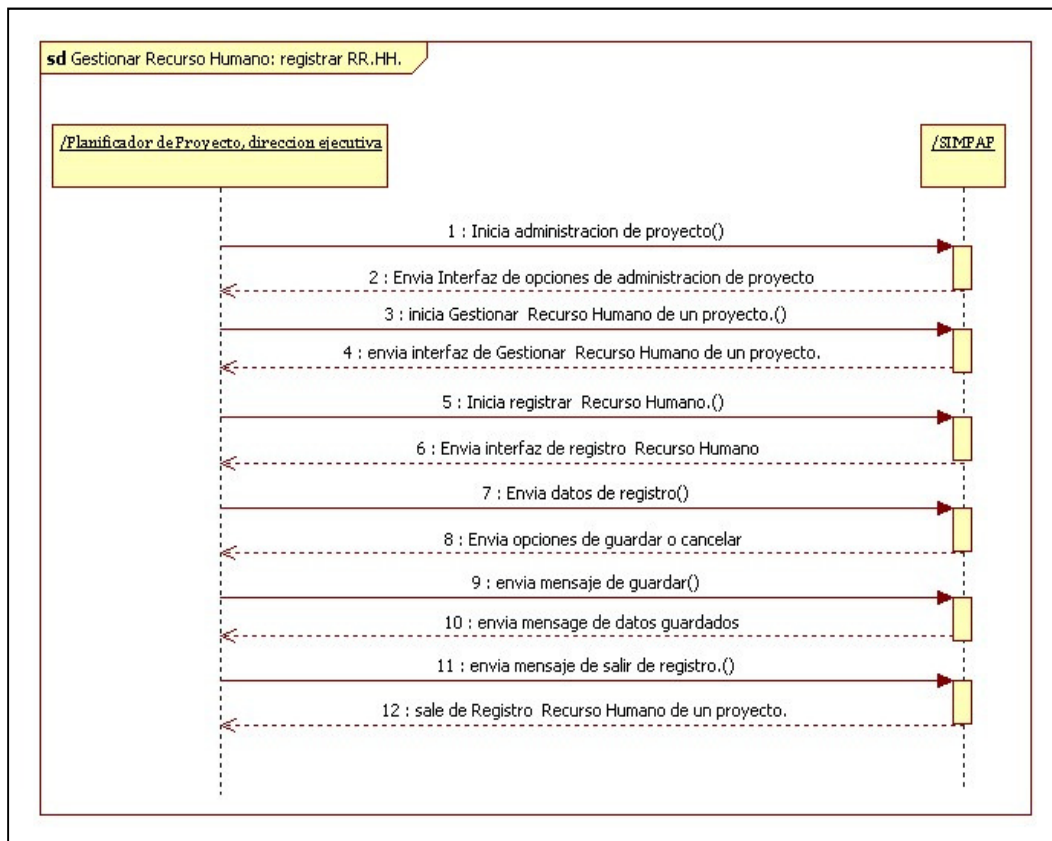 sd Gestionar Recurso Humano: registrar RR.HH.
/Planificador de Proyecto, direccion ejecutiva
/SIMPAP
1 : Inicia administracion de proyecto()
2 : Envia Interfaz de opciones de administracion de proyecto
3 : inicia Gestionar Recurso Humano de un proyecto.()
4 : envia interfaz de Gestionar Recurso Humano de un proyecto.
5 : Inicia registrar Recurso Humano.()
6 : Envia interfaz de registro Recurso Humano
7 : Envia datos de registro()
8 : Envia opciones de guardar o cancelar
9 : envia mensaje de guardar()
10 : envia mensage de datos guardados
11 : envia mensaje de salir de registro.()
12 : sale de Registro Recurso Humano de un proyecto.